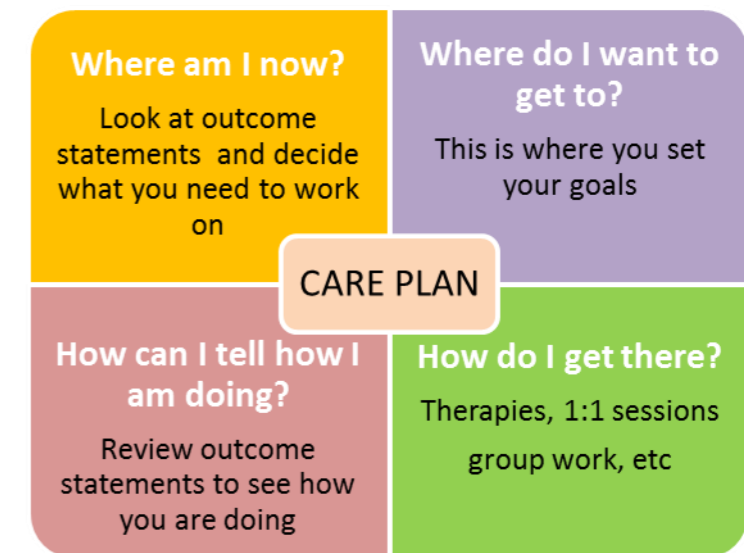 Where am I now?
Look at outcome
statements and decide
what you need to work
on
Where do I want to
get to?
This is where you set
your goals
CARE PLAN
How can I tell how I
am doing?
Review outcome
statements to see how
you are doing
How do I get there?
Therapies, 1:1 sessions
group work, etc